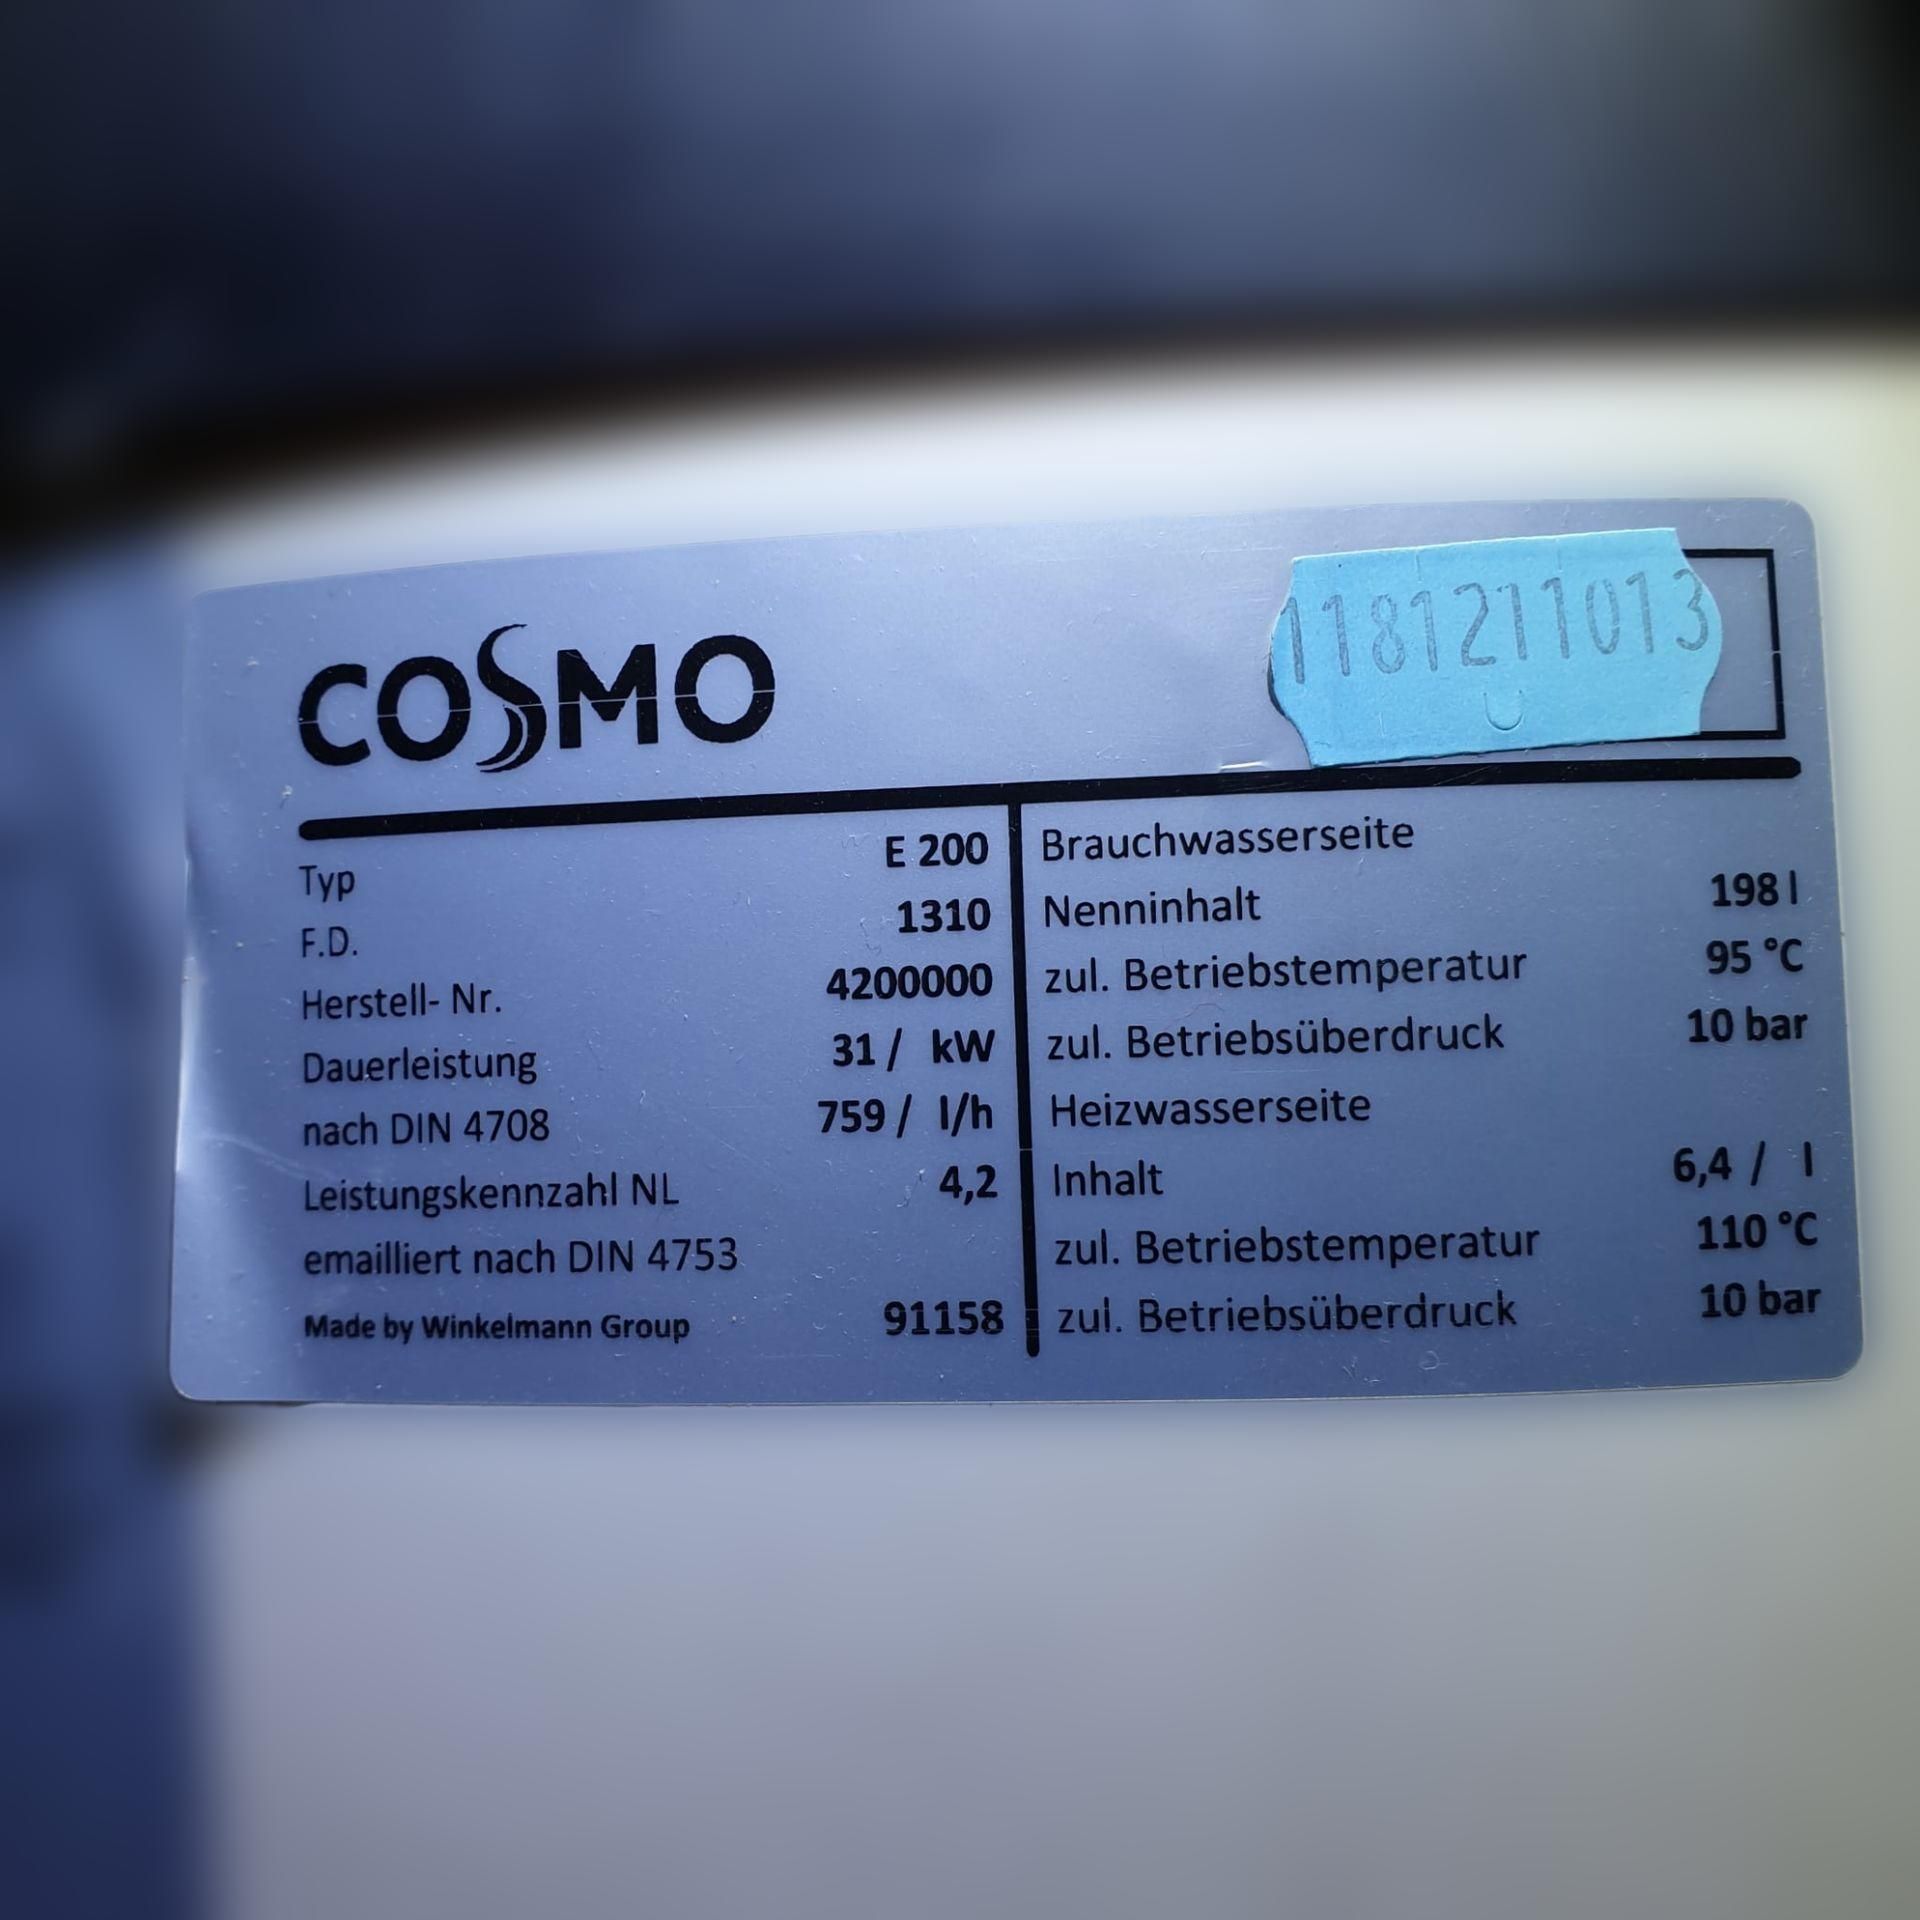 COSMO
1181211013
Typ E 200
F.D. 1310
Herstell- Nr. 4200000
Dauerleistung 31 / kW
nach DIN 4708 759 / l/h
Leistungskennzahl NL 4,2
emailliert nach DIN 4753
Made by Winkelmann Group 91158
Brauchwasserseite
Nenninhalt 198 l
zul. Betriebstemperatur 95 °C
zul. Betriebsüberdruck 10 bar
Heizwasserseite
Inhalt 6,4 / l
zul. Betriebstemperatur 110 °C
zul. Betriebsüberdruck 10 bar